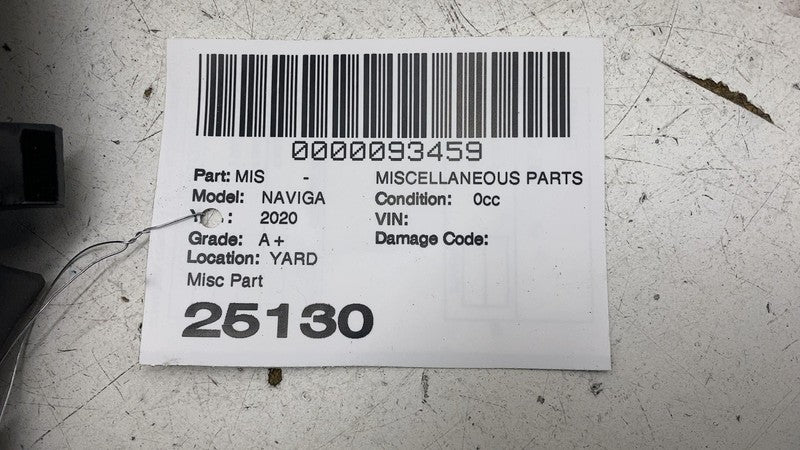 0000093459
Part: MIS - MISCELLANEOUS PARTS
Model: NAVIGA Condition: 0cc
: 2020 VIN:
Grade: A+ Damage Code:
Location: YARD
Misc Part
25130